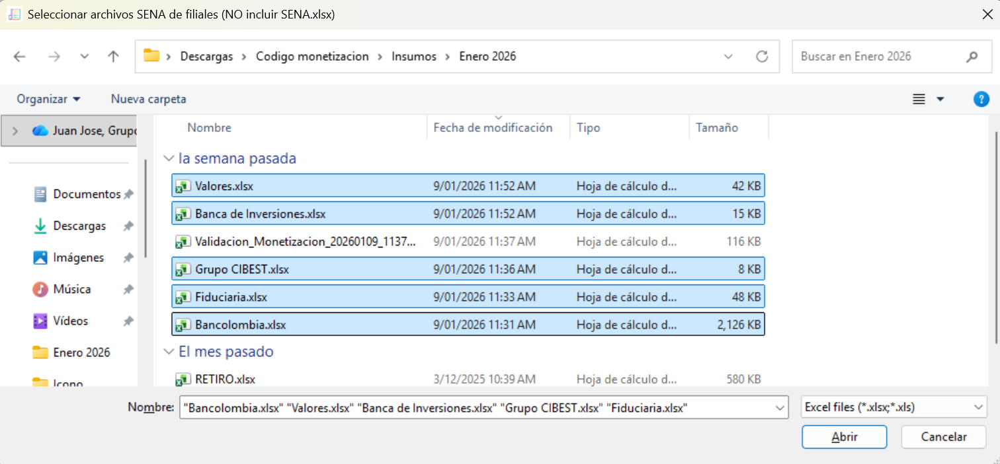 Seleccionar archivos SENA de filiales (NO incluir SENA.xlsx)
Descargas > Codigo monetizacion > Insumos > Enero 2026
Buscar en Enero 2026
Organizar
Nueva carpeta
Juan Jose, Grupo
Documentos
Descargas
Imágenes
Música
Vídeos
Enero 2026
Icono
Nombre Fecha de modificación Tipo Tamaño
la semana pasada
Valores.xlsx 9/01/2026 11:52 AM Hoja de cálculo d... 42 KB
Banca de Inversiones.xlsx 9/01/2026 11:52 AM Hoja de cálculo d... 15 KB
Validacion_Monetizacion_20260109_1137... 9/01/2026 11:37 AM Hoja de cálculo d... 116 KB
Grupo CIBEST.xlsx 9/01/2026 11:36 AM Hoja de cálculo d... 8 KB
Fiduciaria.xlsx 9/01/2026 11:33 AM Hoja de cálculo d... 48 KB
Bancolombia.xlsx 9/01/2026 11:31 AM Hoja de cálculo d... 2,126 KB
El mes pasado
RETIRO.xlsx 3/12/2025 10:39 AM Hoja de cálculo d... 580 KB
Nombre: "Bancolombia.xlsx" "Valores.xlsx" "Banca de Inversiones.xlsx" "Grupo CIBEST.xlsx" "Fiduciaria.xlsx"
Excel files (*.xlsx;*.xls)
Abrir
Cancelar